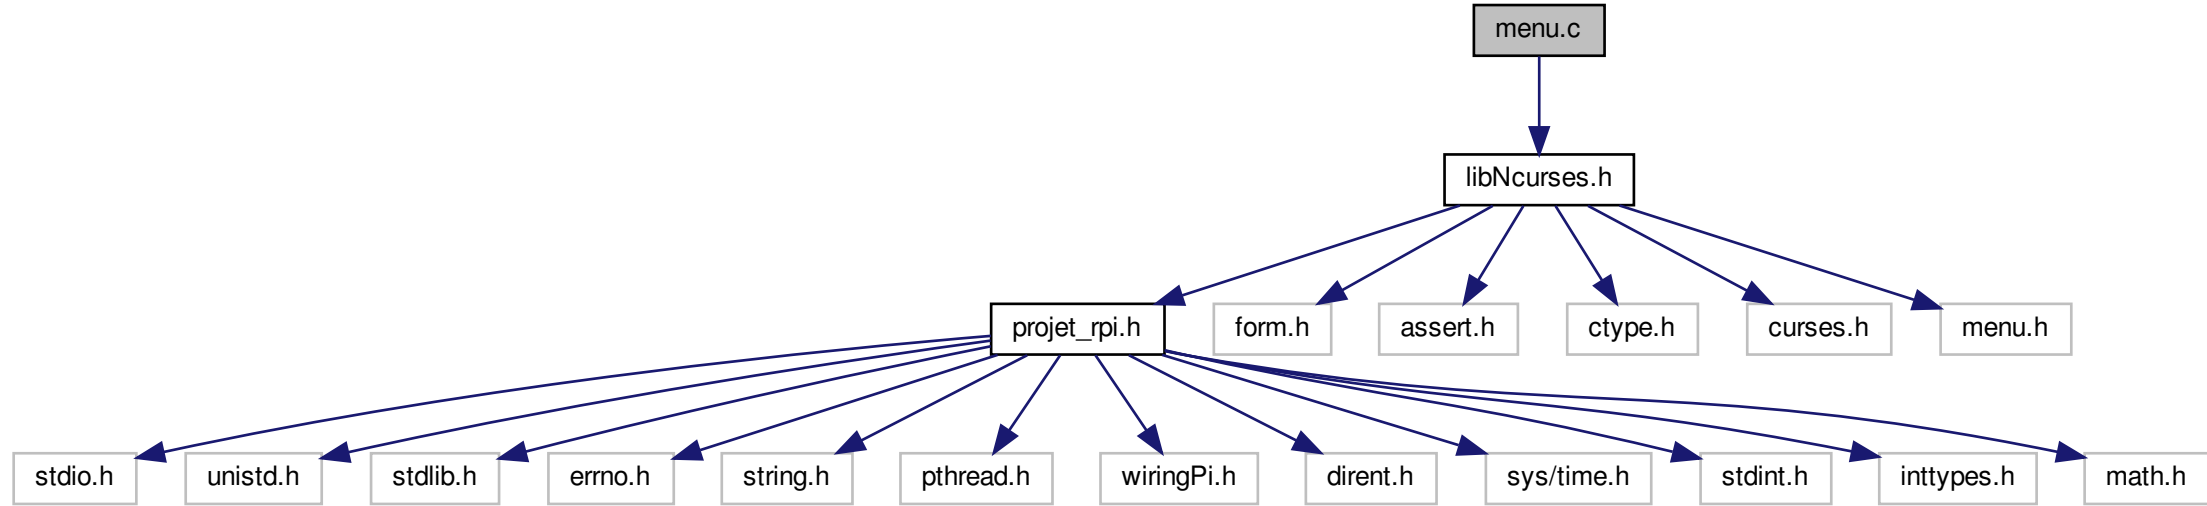 menu.c
libNcurses.h
projet_rpi.h
form.h
assert.h
ctype.h
curses.h
menu.h
stdio.h
unistd.h
stdlib.h
errno.h
string.h
pthread.h
wiringPi.h
dirent.h
sys/time.h
stdint.h
inttypes.h
math.h